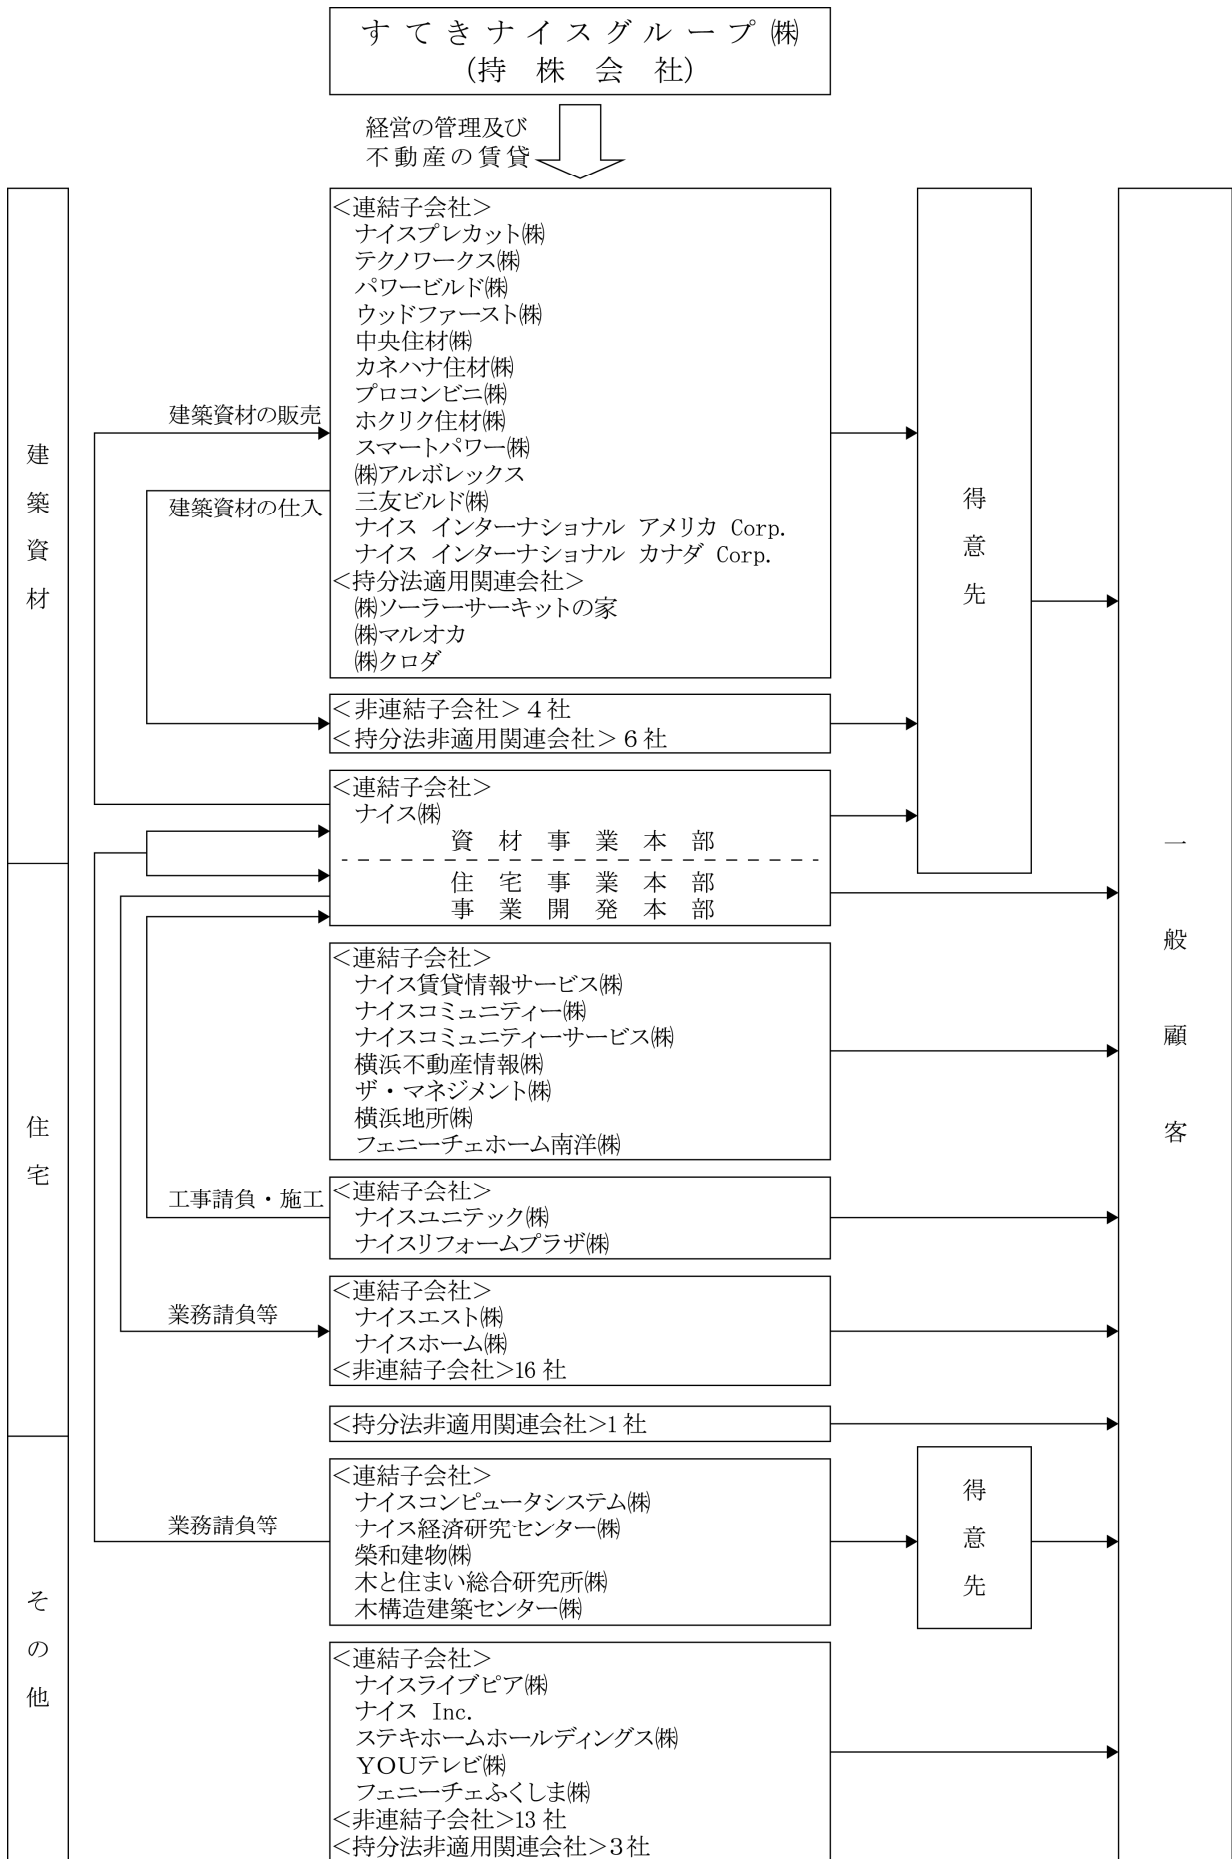 すてきナイスグループ㈱
(持株会社)
経営の管理及び
不動産の賃貸
建築資材
住宅
その他
<連結子会社>
ナイスプレカット㈱
テクノワークス㈱
パワービルド㈱
ウッドファースト㈱
中央住材㈱
カネハナ住材㈱
プロコンビニ㈱
ホクリク住材㈱
スマートパワー㈱
㈱アルボレックス
三友ビルド㈱
ナイス インターナショナル アメリカ Corp.
ナイス インターナショナル カナダ Corp.
<持分法適用関連会社>
㈱ソーラーサーキットの家
㈱マルオカ
㈱クロダ
建築資材の販売
建築資材の仕入
<非連結子会社>4社
<持分法非適用関連会社>6社
<連結子会社>
ナイス㈱
資材事業本部
住宅事業本部
事業開発本部
得意先
一般顧客
<連結子会社>
ナイス賃貸情報サービス㈱
ナイスコミュニティー㈱
ナイスコミュニティーサービス㈱
横浜不動産情報㈱
ザ・マネジメント㈱
横浜地所㈱
フェニーチェホーム南洋㈱
工事請負・施工
<連結子会社>
ナイスユニテック㈱
ナイスリフォームプラザ㈱
業務請負等
<連結子会社>
ナイスエスト㈱
ナイスホーム㈱
<非連結子会社>16社
<持分法非適用関連会社>1社
業務請負等
<連結子会社>
ナイスコンピュータシステム㈱
ナイス経済研究センター㈱
榮和建物㈱
木と住まい総合研究所㈱
木構造建築センター㈱
得意先
<連結子会社>
ナイスライブピア㈱
ナイス Inc.
ステキホームホールディングス㈱
YOUテレビ㈱
フェニーチェふくしま㈱
<非連結子会社>13社
<持分法非適用関連会社>3社